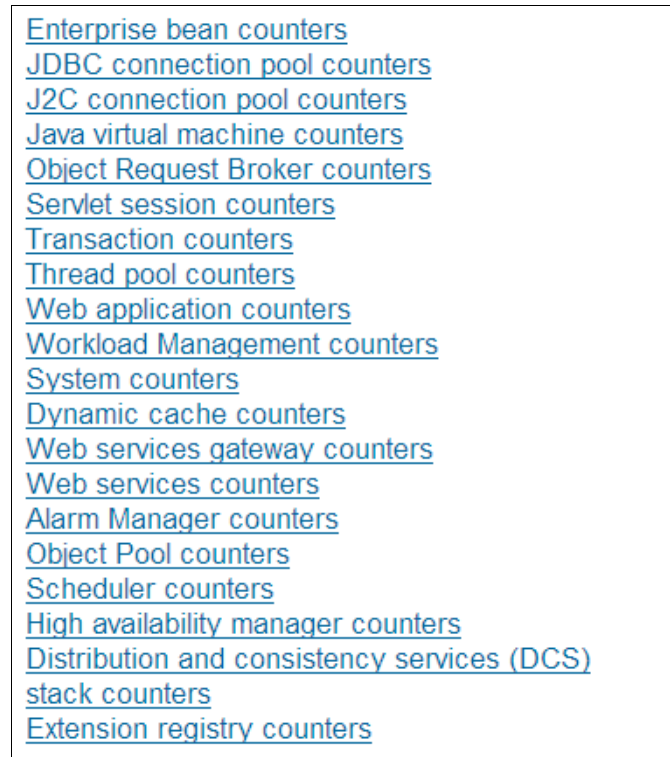 Enterprise bean counters
JDBC connection pool counters
J2C connection pool counters
Java virtual machine counters
Object Request Broker counters
Servlet session counters
Transaction counters
Thread pool counters
Web application counters
Workload Management counters
System counters
Dynamic cache counters
Web services gateway counters
Web services counters
Alarm Manager counters
Object Pool counters
Scheduler counters
High availability manager counters
Distribution and consistency services (DCS)
stack counters
Extension registry counters